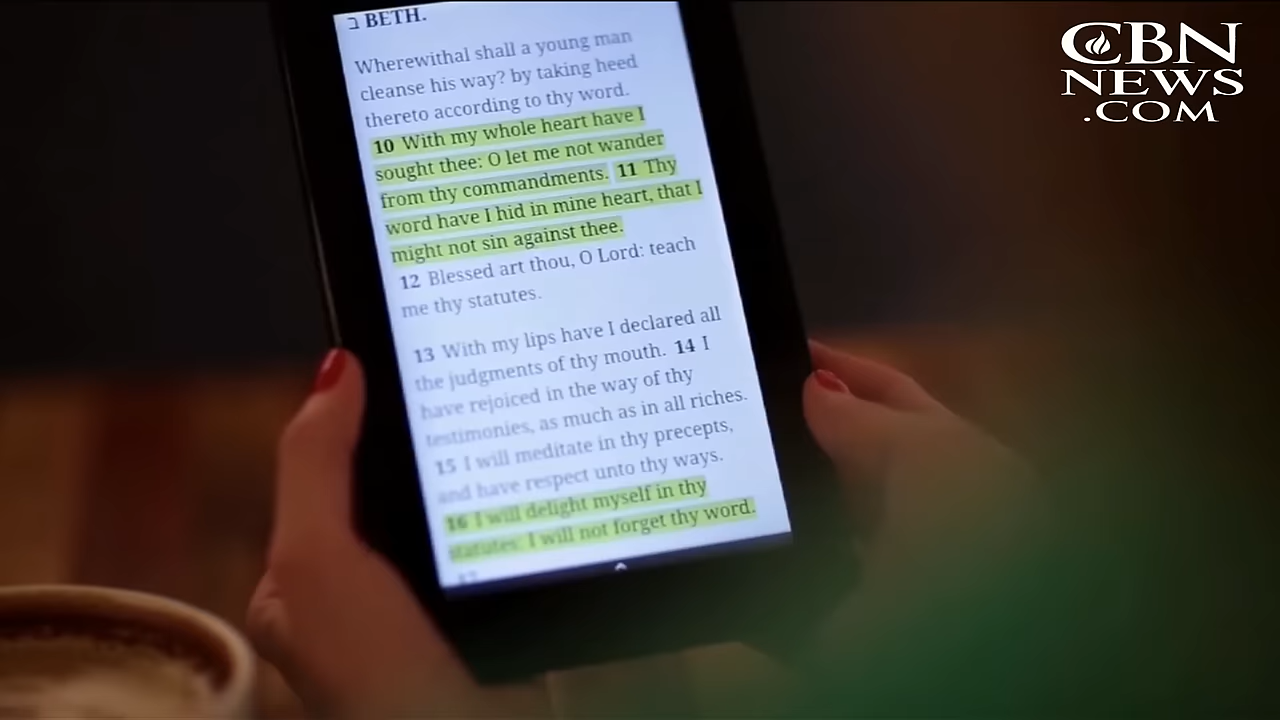 ב BETH.
Wherewithal shall a young man
cleanse his way? by taking heed
thereto according to thy word.
10 With my whole heart have I
sought thee: O let me not wander
from thy commandments. 11 Thy
word have I hid in mine heart, that I
might not sin against thee.
12 Blessed art thou, O Lord: teach
me thy statutes.
13 With my lips have I declared all
the judgments of thy mouth. 14 I
have rejoiced in the way of thy
testimonies, as much as in all riches.
15 I will meditate in thy precepts,
and have respect unto thy ways.
16 I will delight myself in thy
statutes: I will not forget thy word.
17
CBN
NEWS
.COM